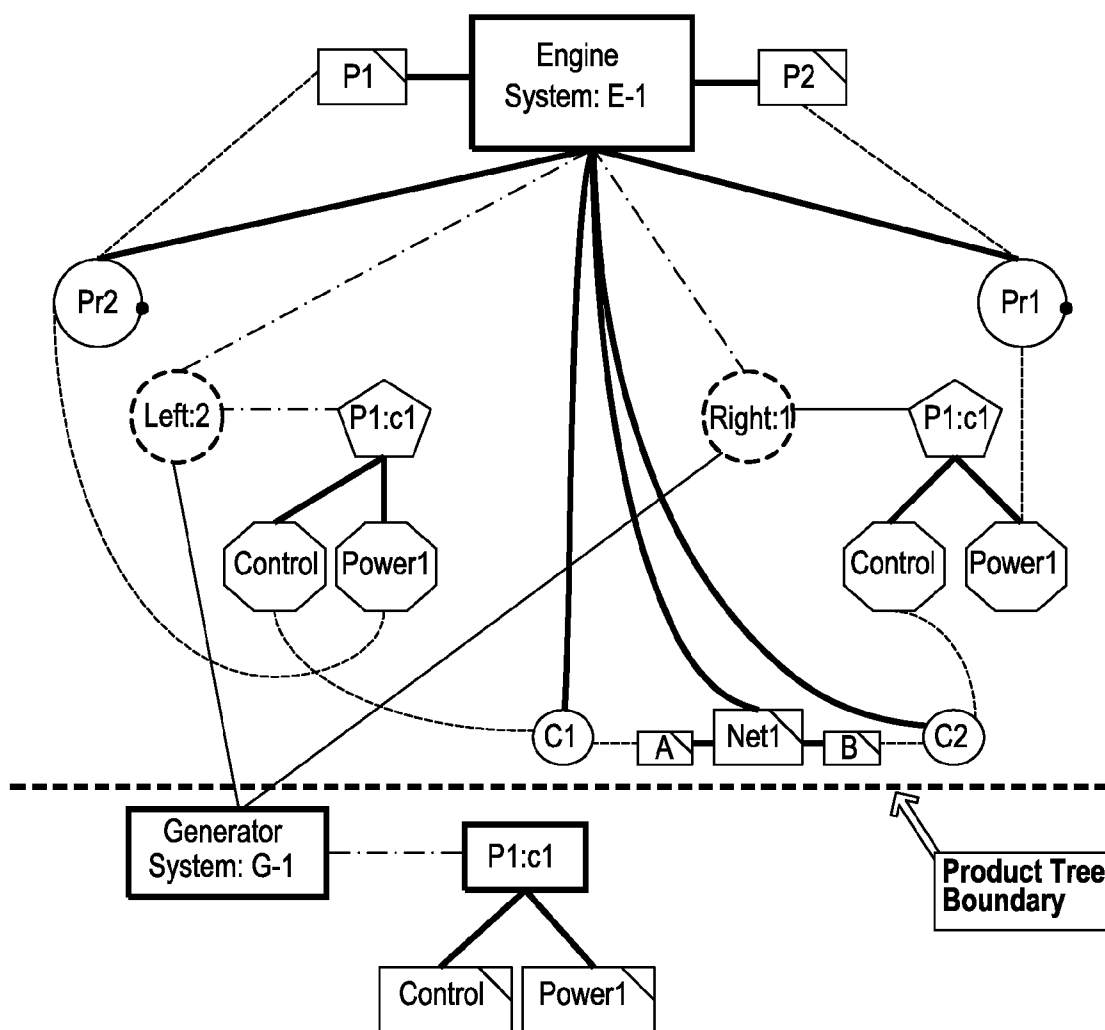 Engine
System: E-1
P1
P2
Pr2
Pr1
Left:2
P1:c1
Right:1
P1:c1
Control
Power1
Control
Power1
C1
A
Net1
B
C2
Generator
System: G-1
P1:c1
Product Tree
Boundary
Control
Power1